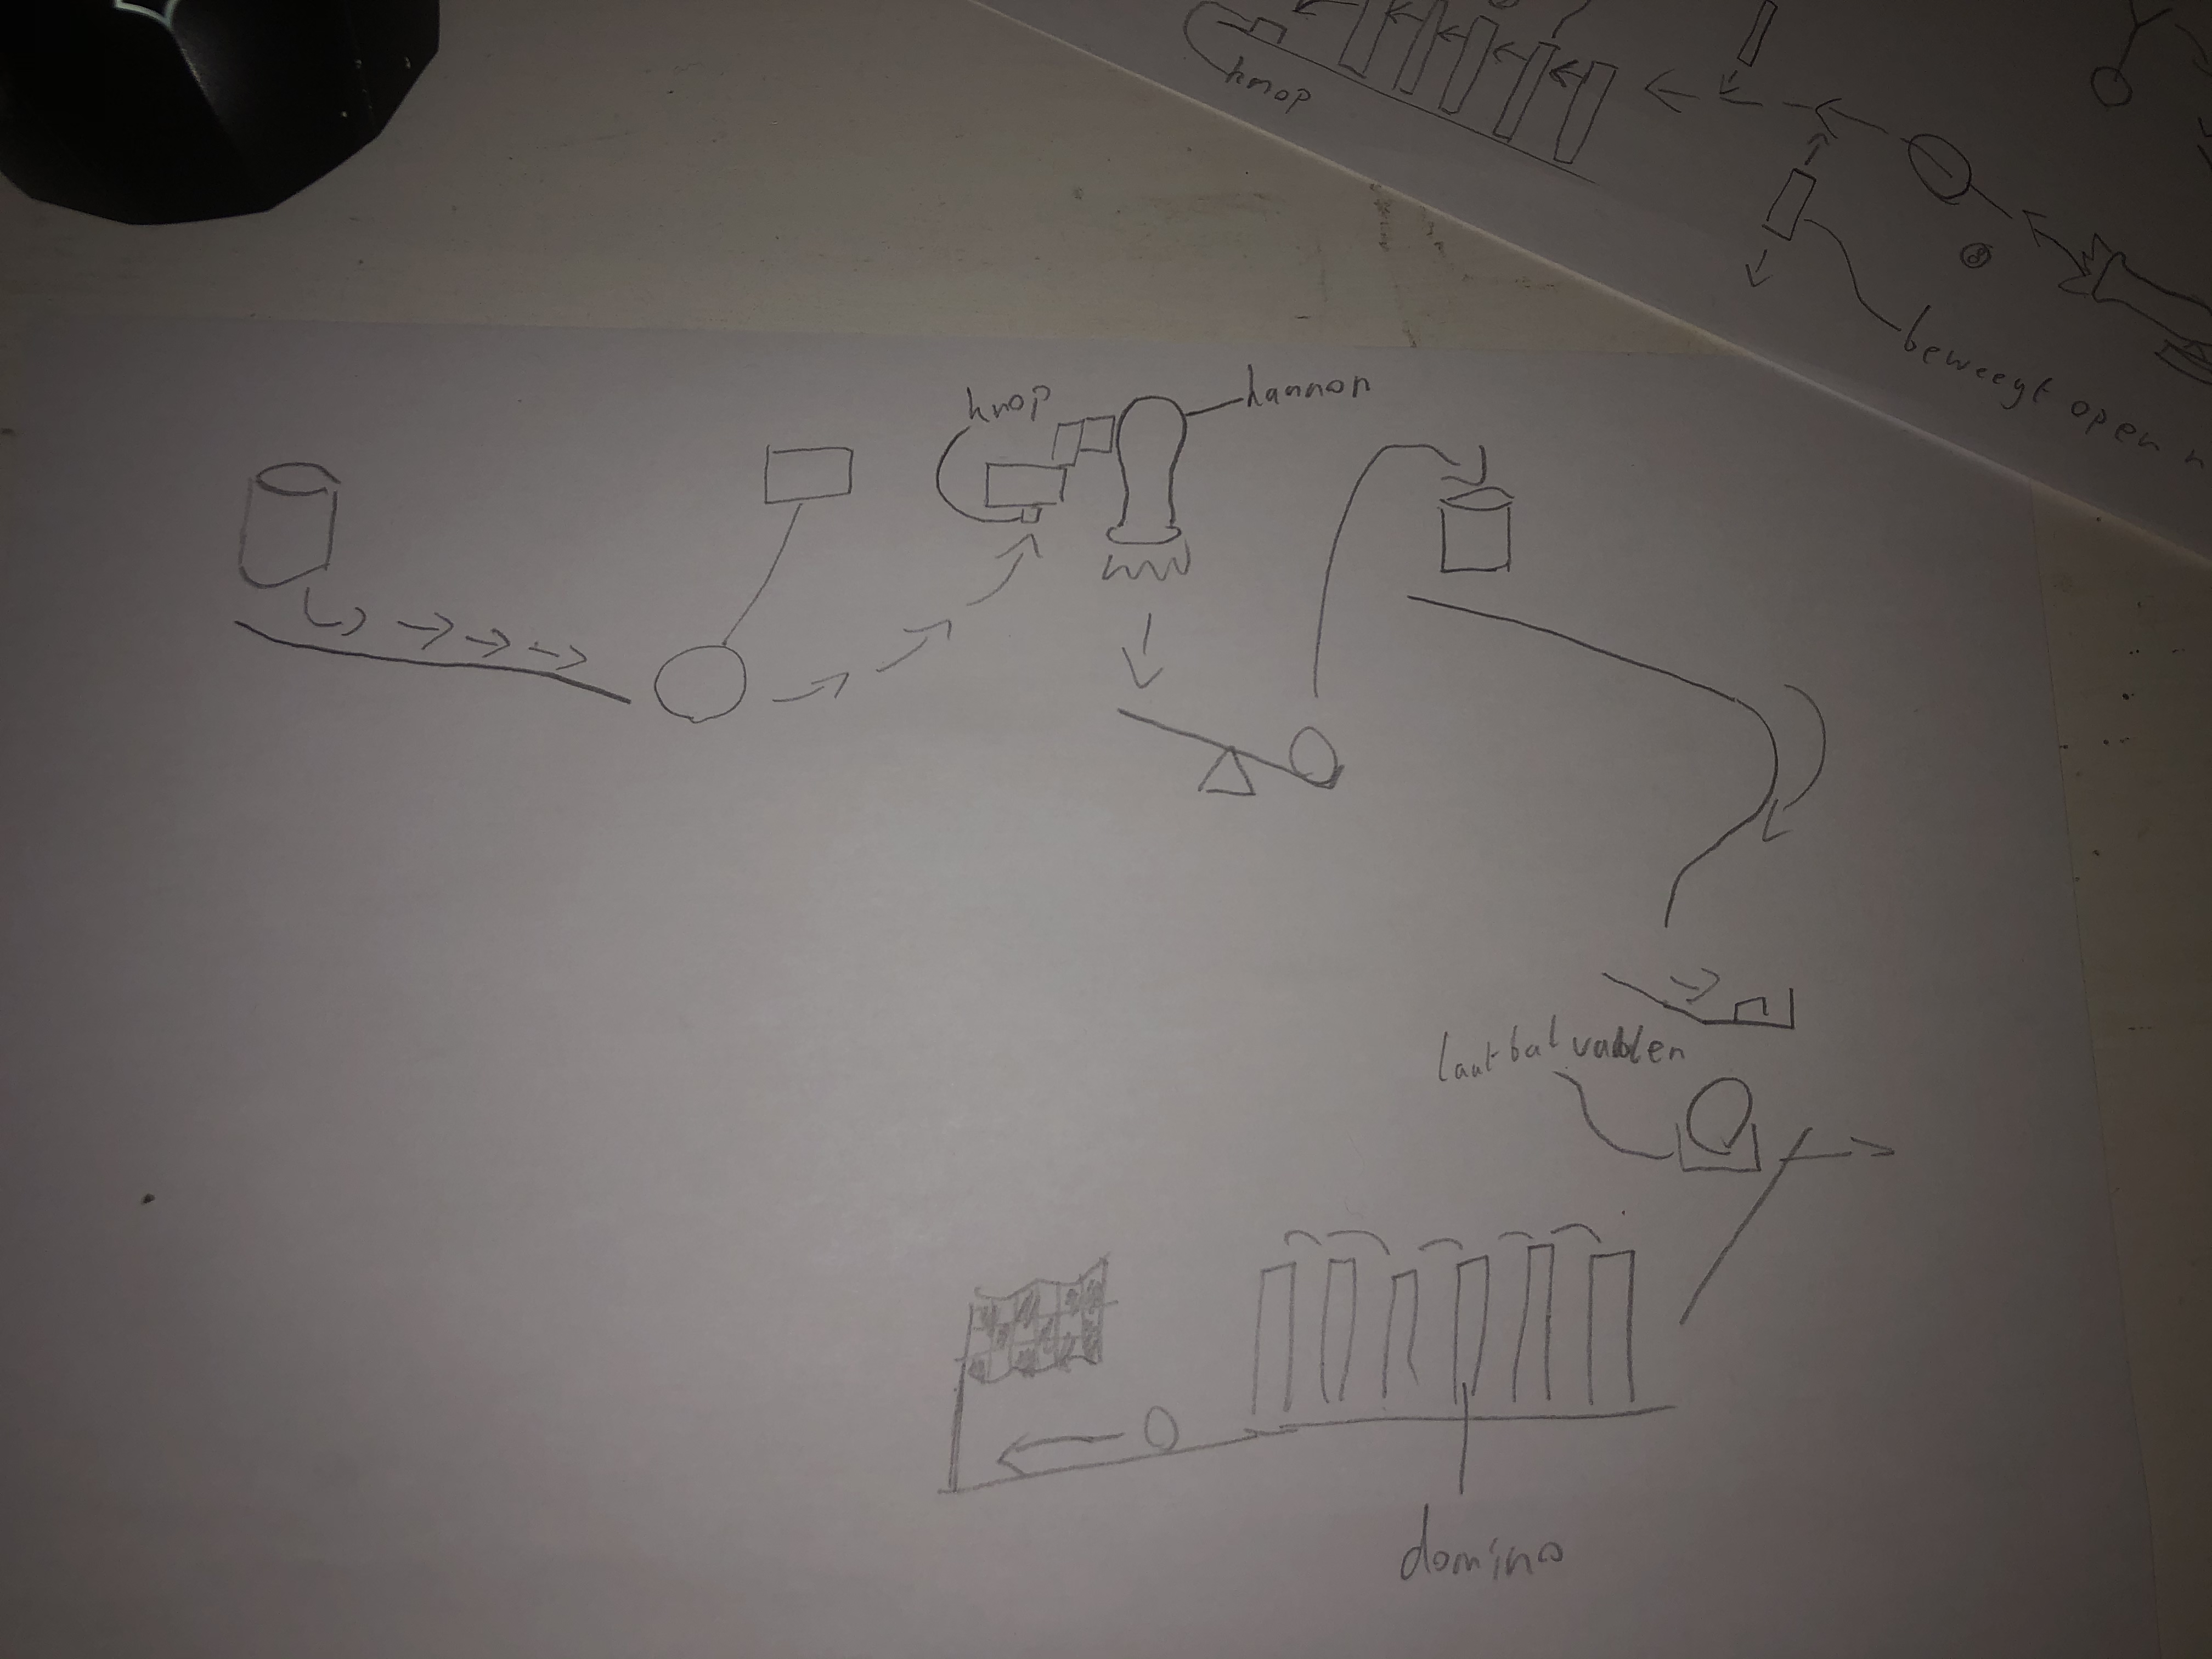 knop
kannon
laat bal vallen
domino
knop
beweegt open